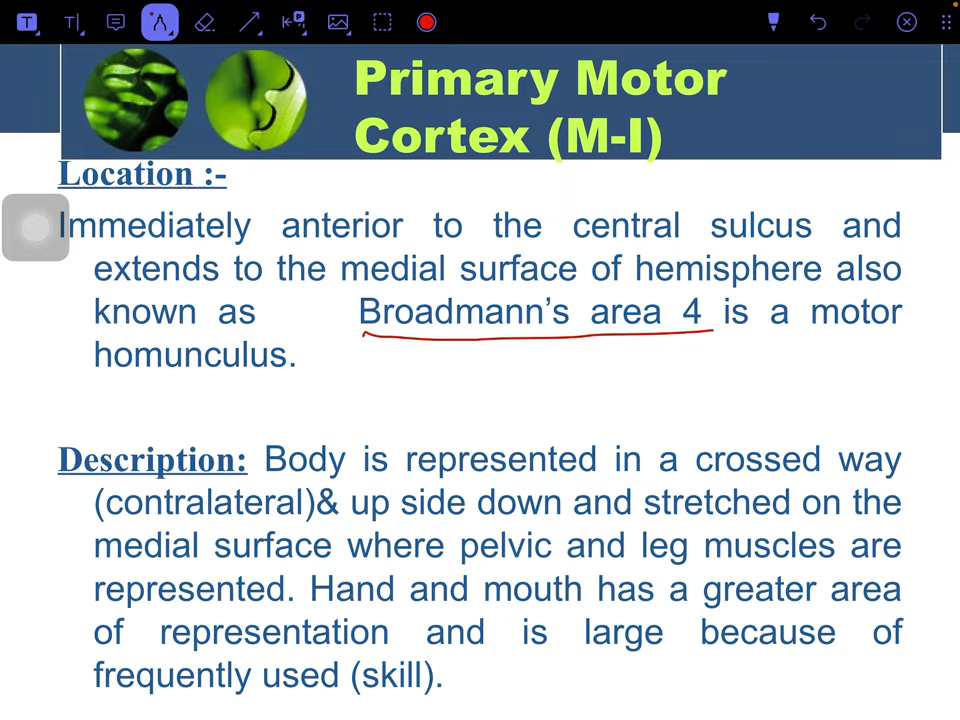 Primary Motor
Cortex (M-I)
Location :-
Immediately anterior to the central sulcus and
extends to the medial surface of hemisphere also
known as Broadmann's area 4 is a motor
homunculus.
Description: Body is represented in a crossed way
(contralateral)& up side down and stretched on the
medial surface where pelvic and leg muscles are
represented. Hand and mouth has a greater area
of representation and is large because of
frequently used (skill).